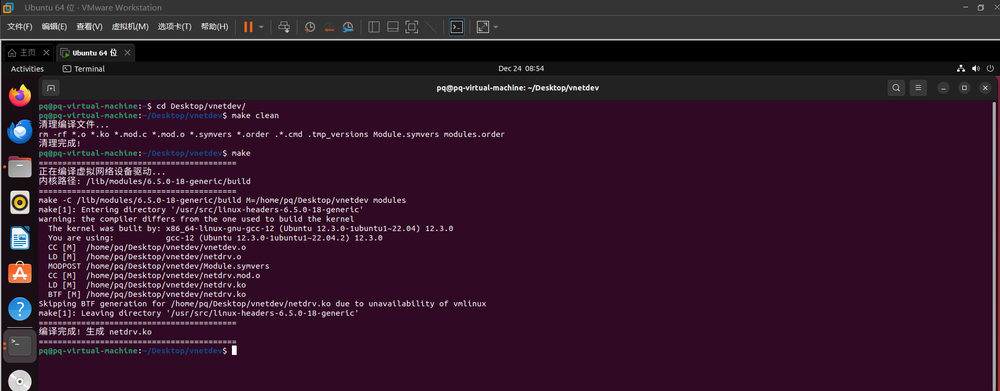 Ubuntu 64 位 - VMware Workstation
文件(F) 编辑(E) 查看(V) 虚拟机(M) 选项卡(T) 帮助(H)
主页 Ubuntu 64 位
Activities Terminal Dec 24 08:54
pq@pq-virtual-machine: ~/Desktop/vnetdev
pq@pq-virtual-machine:~$ cd Desktop/vnetdev/
pq@pq-virtual-machine:~/Desktop/vnetdev$ make clean
清理编译文件...
rm -rf *.o *.ko *.mod.c *.mod.o *.symvers *.order .*.cmd .tmp_versions Module.symvers modules.order
清理完成!
pq@pq-virtual-machine:~/Desktop/vnetdev$ make
==========================================
正在编译虚拟网络设备驱动...
内核路径: /lib/modules/6.5.0-18-generic/build
==========================================
make -C /lib/modules/6.5.0-18-generic/build M=/home/pq/Desktop/vnetdev modules
make[1]: Entering directory '/usr/src/linux-headers-6.5.0-18-generic'
warning: the compiler differs from the one used to build the kernel
  The kernel was built by: x86_64-linux-gnu-gcc-12 (Ubuntu 12.3.0-1ubuntu1~22.04) 12.3.0
  You are using:           gcc-12 (Ubuntu 12.3.0-1ubuntu1~22.04.2) 12.3.0
  CC [M]  /home/pq/Desktop/vnetdev/vnetdev.o
  LD [M]  /home/pq/Desktop/vnetdev/netdrv.o
  MODPOST /home/pq/Desktop/vnetdev/Module.symvers
  CC [M]  /home/pq/Desktop/vnetdev/netdrv.mod.o
  LD [M]  /home/pq/Desktop/vnetdev/netdrv.ko
  BTF [M] /home/pq/Desktop/vnetdev/netdrv.ko
Skipping BTF generation for /home/pq/Desktop/vnetdev/netdrv.ko due to unavailability of vmlinux
make[1]: Leaving directory '/usr/src/linux-headers-6.5.0-18-generic'
==========================================
编译完成! 生成 netdrv.ko
==========================================
pq@pq-virtual-machine:~/Desktop/vnetdev$